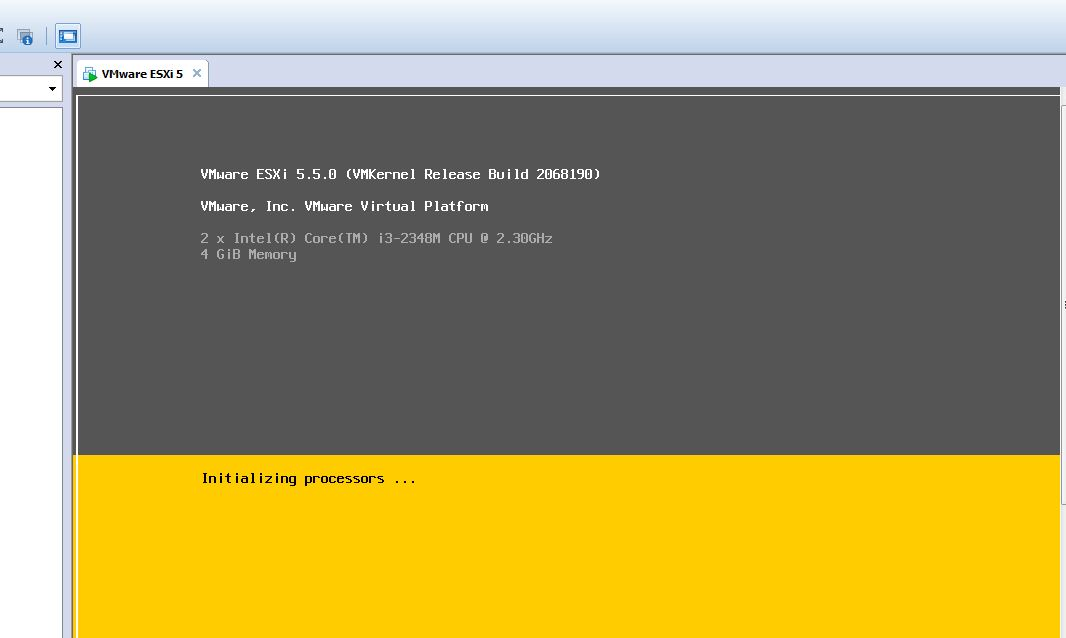 VMware ESXi 5
VMware ESXi 5.5.0 (VMKernel Release Build 2068190)
VMware, Inc. VMware Virtual Platform
2 x Intel(R) Core(TM) i3-2348M CPU @ 2.30GHz
4 GiB Memory
Initializing processors ...